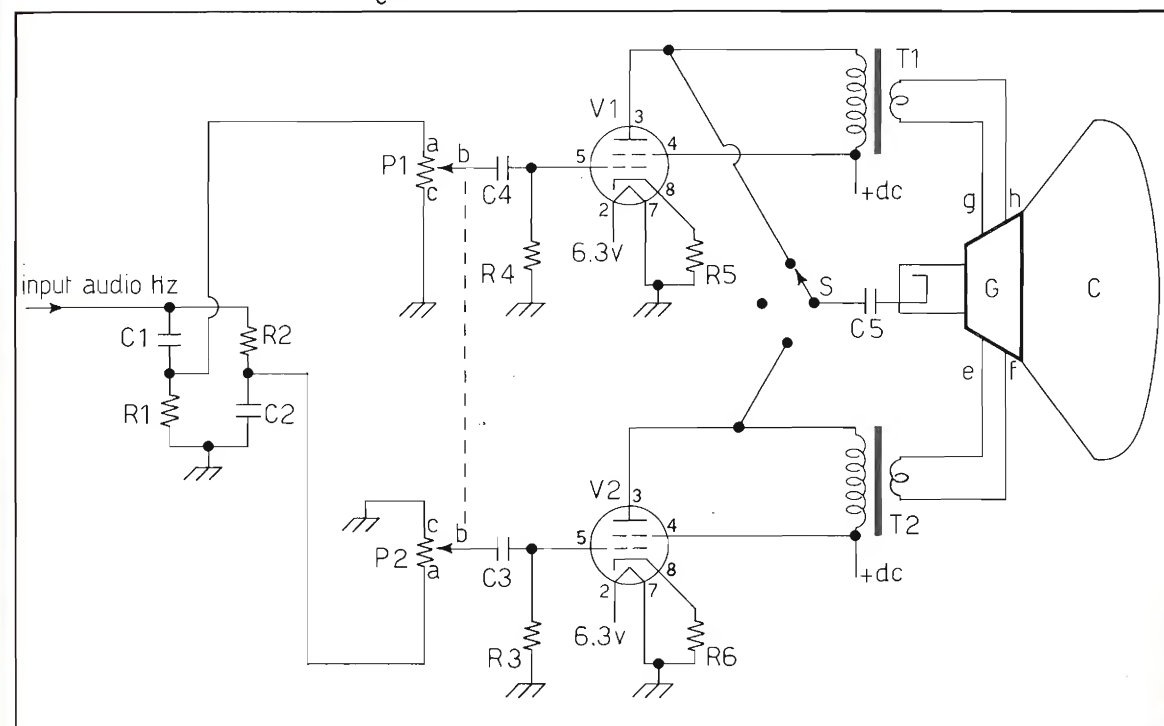 T1
V1
3
a
P1
b
c
C4
5
4
8
2
7
6.3v
+dc
R4
R5
g
h
input audio Hz
C1
R2
R1
C2
S
C5
G
C
e
f
V2
3
c
P2
b
a
C3
5
4
8
2
7
6.3v
+dc
T2
R3
R6